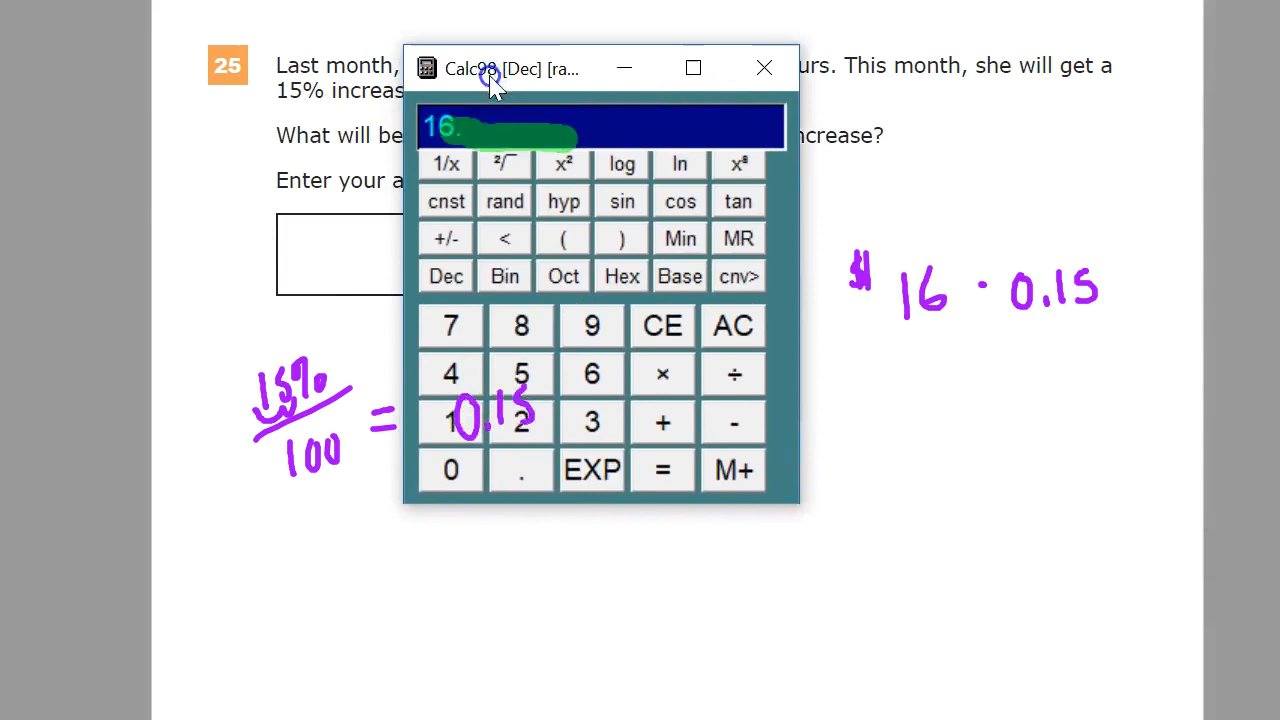 25 Last month, urs. This month, she will get a
15% increas
What will be ncrease?
Enter your a
Calc98 [Dec] [ra...
16.
1/x ²√ x² log ln
cnst rand hyp sin cos tan
+/- < ( ) Min MR
Dec Bin Oct Hex Base cnv>
7 8 9 CE AC
4 5 6 × ÷
1 2 3 + -
0 . EXP = M+
$ 16 · 0.15
15%
100
= 0.15